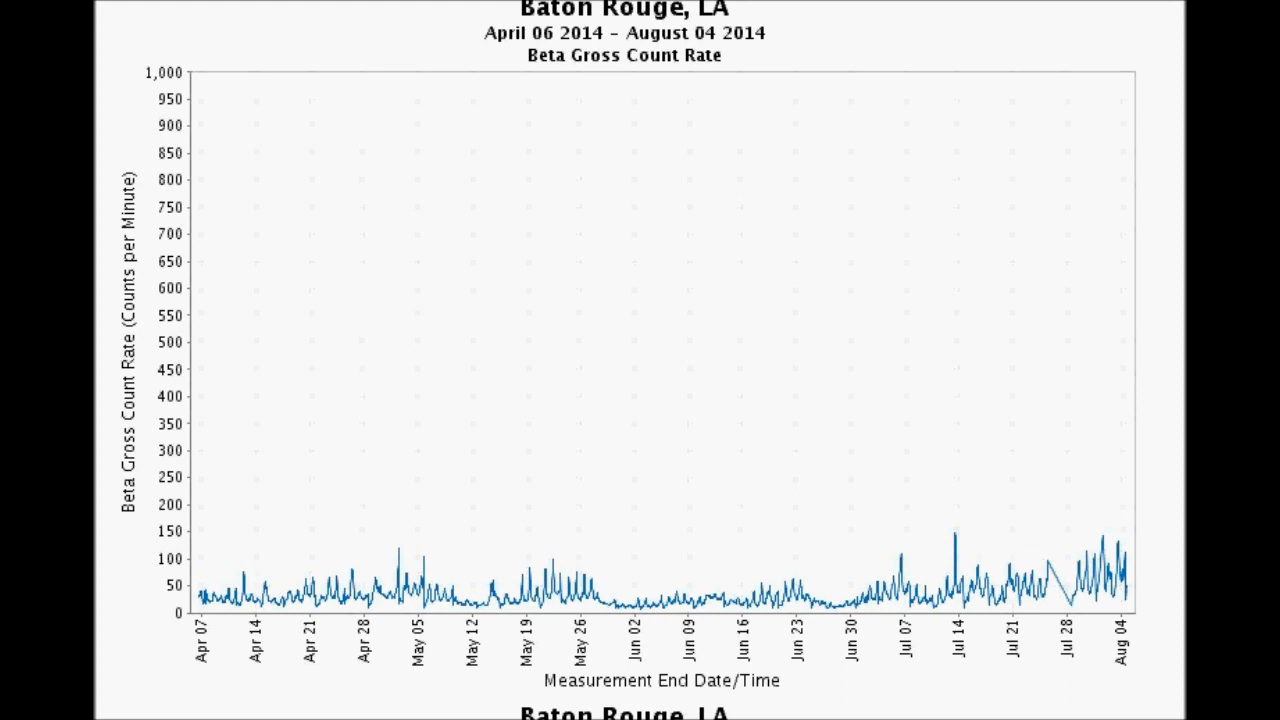 Baton Rouge, LA
April 06 2014 - August 04 2014
Beta Gross Count Rate
1,000
950
900
850
800
750
700
650
600
550
500
450
400
350
300
250
200
150
100
50
0
Beta Gross Count Rate (Counts per Minute)
Apr 07
Apr 14
Apr 21
Apr 28
May 05
May 12
May 19
May 26
Jun 02
Jun 09
Jun 16
Jun 23
Jun 30
Jul 07
Jul 14
Jul 21
Jul 28
Aug 04
Measurement End Date/Time
Baton Rouge, LA